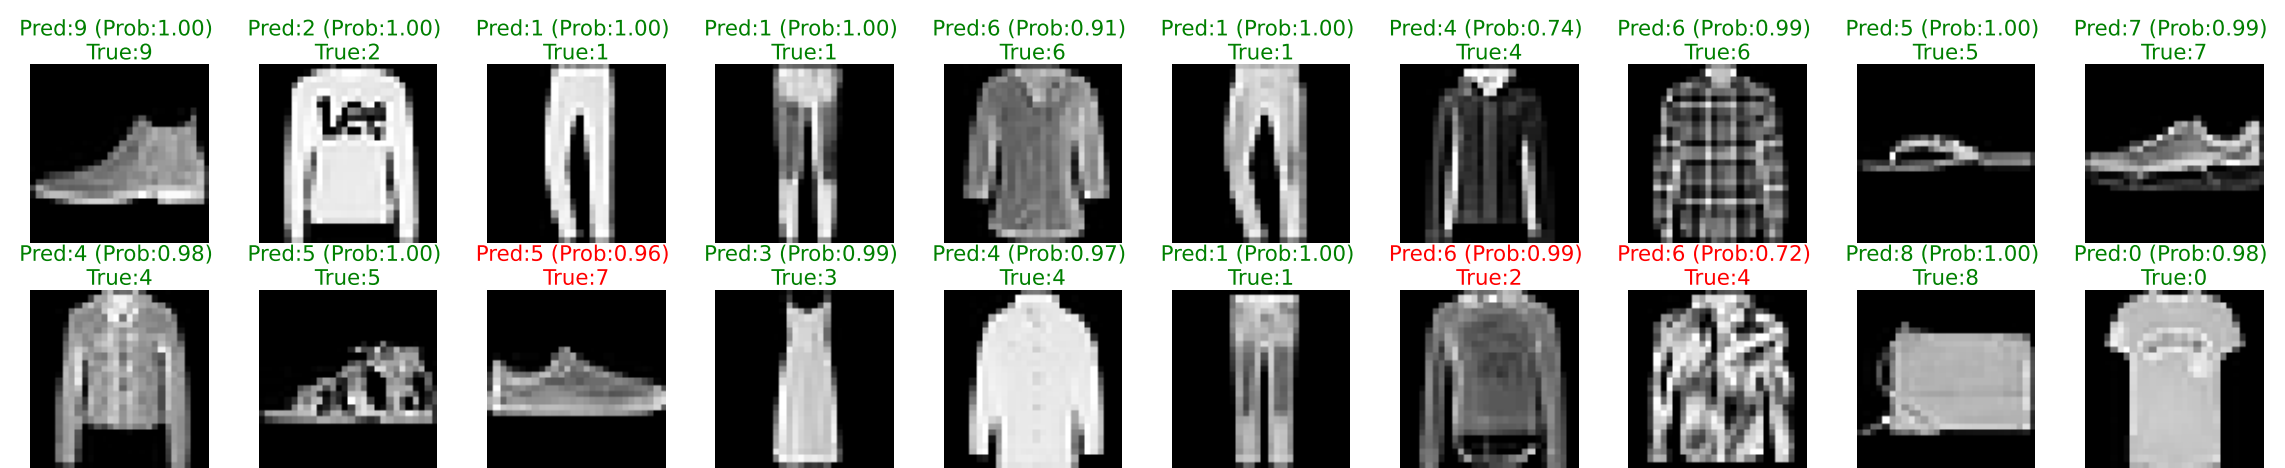 Pred:9 (Prob:1.00) Pred:2 (Prob:1.00) Pred:1 (Prob:1.00) Pred:1 (Prob:1.00) Pred:6 (Prob:0.91) Pred:1 (Prob:1.00) Pred:4 (Prob:0.74) Pred:6 (Prob:0.99) Pred:5 (Prob:1.00) Pred:7 (Prob:0.99)
True:9 True:2 True:1 True:1 True:6 True:1 True:4 True:6 True:5 True:7
Lee
Pred:4 (Prob:0.98) Pred:5 (Prob:1.00) Pred:5 (Prob:0.96) Pred:3 (Prob:0.99) Pred:4 (Prob:0.97) Pred:1 (Prob:1.00) Pred:6 (Prob:0.99) Pred:6 (Prob:0.72) Pred:8 (Prob:1.00) Pred:0 (Prob:0.98)
True:4 True:5 True:7 True:3 True:4 True:1 True:2 True:4 True:8 True:0